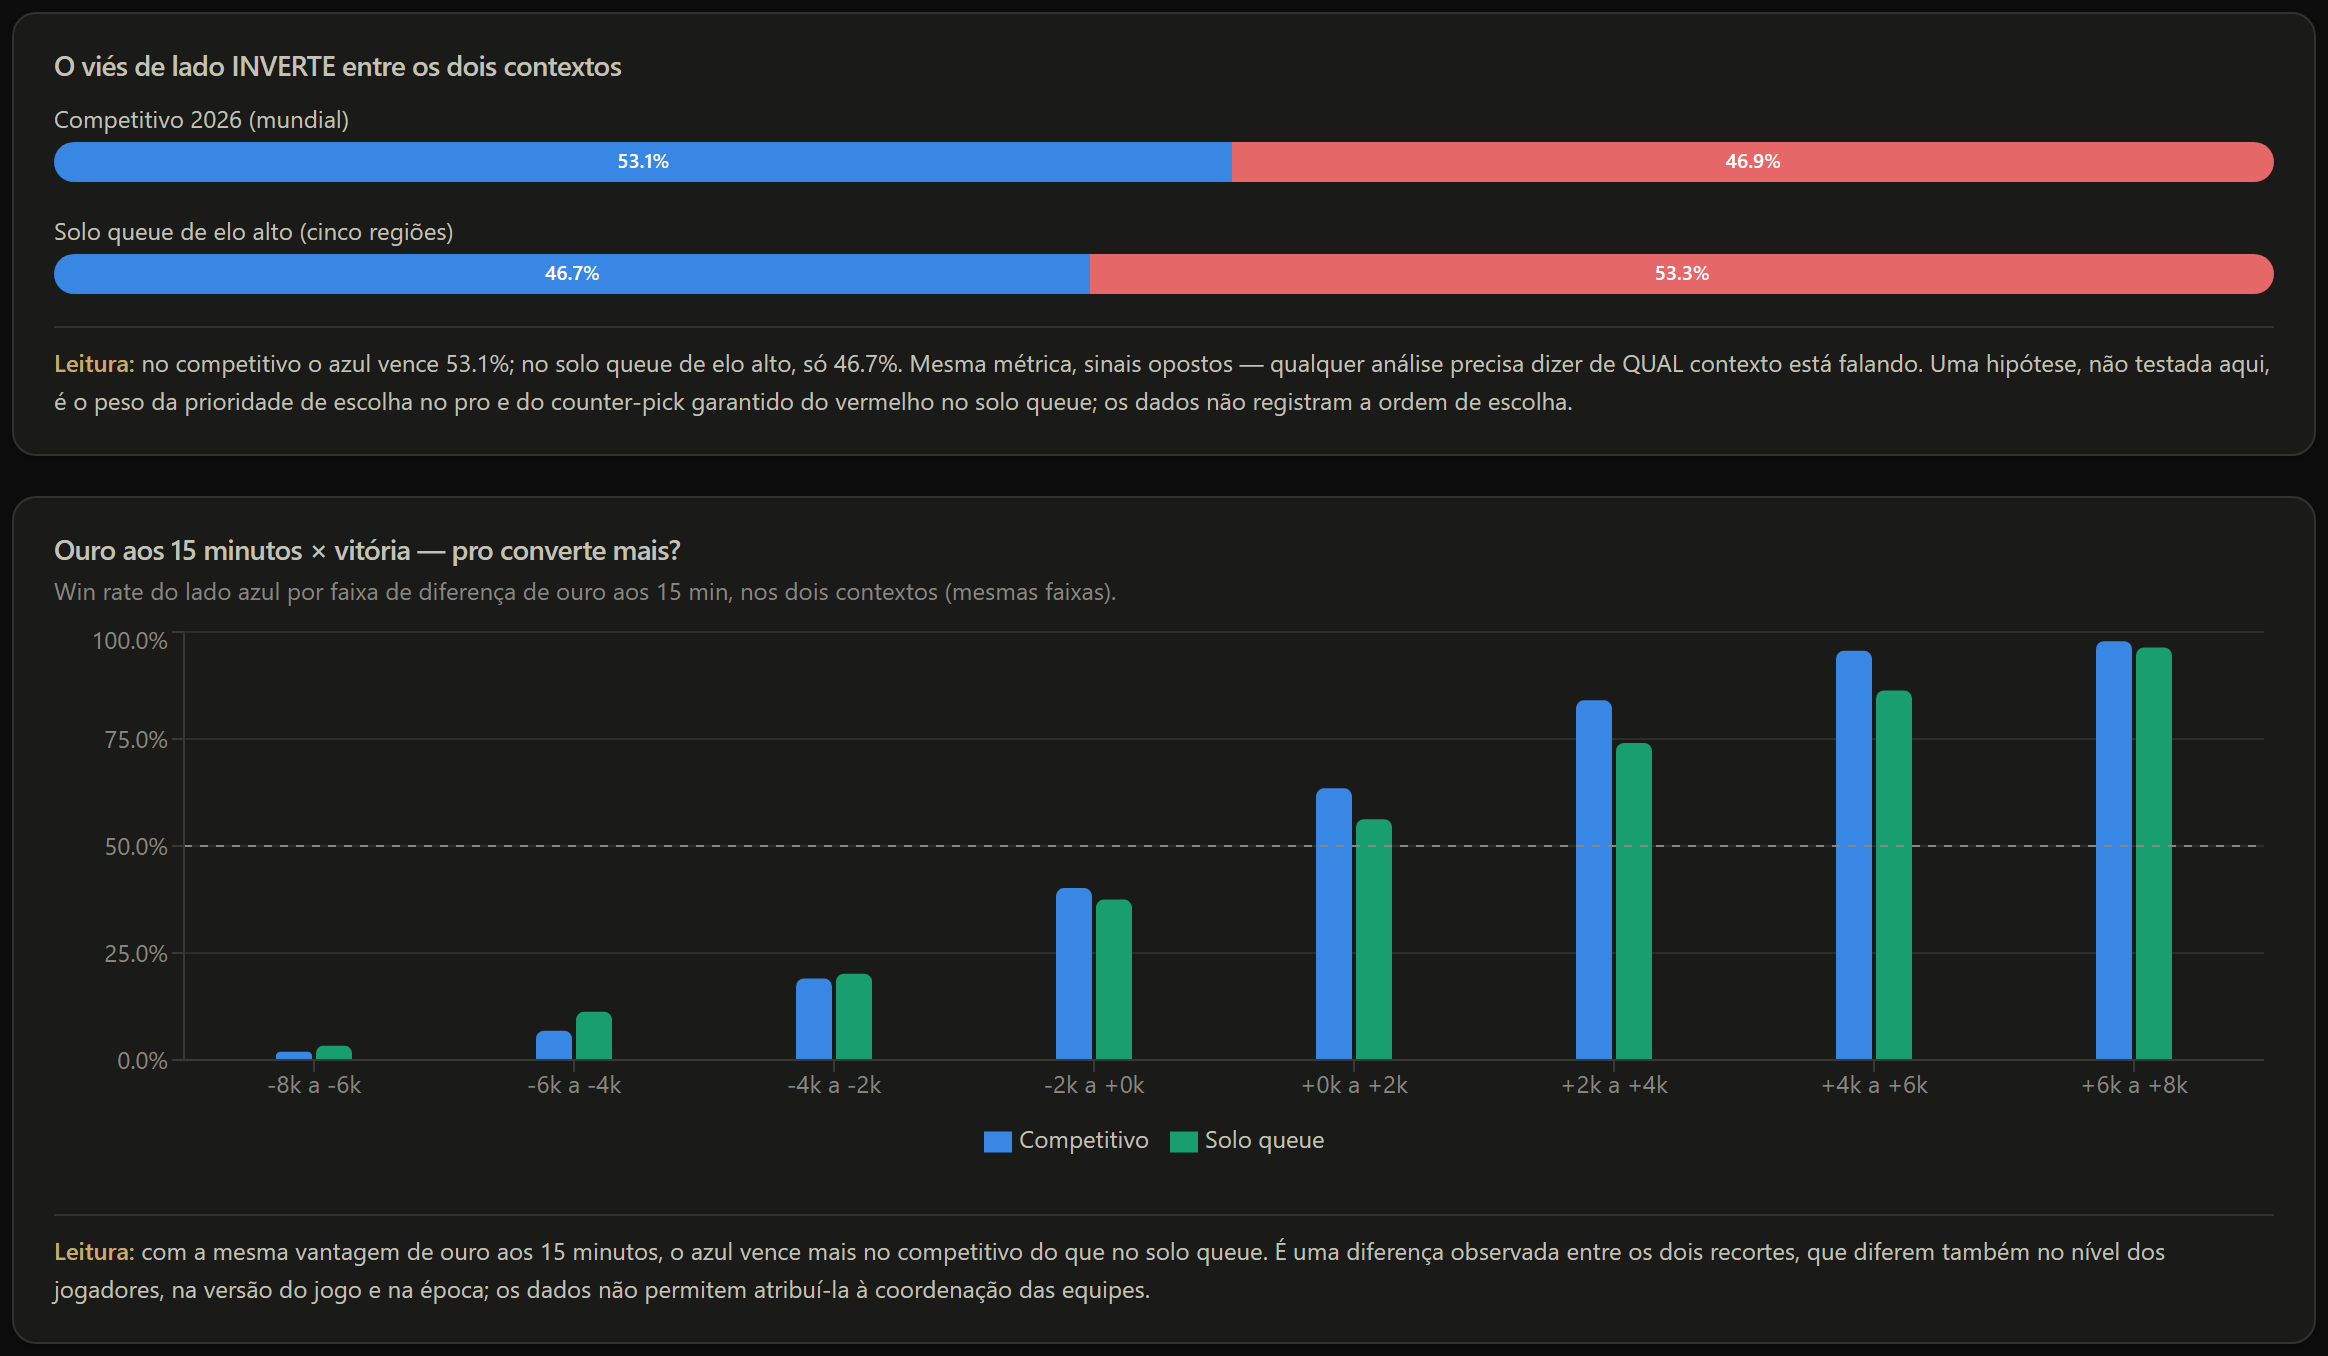 O viés de lado INVERTE entre os dois contextos
Competitivo 2026 (mundial)
53.1% 46.9%
Solo queue de elo alto (cinco regiões)
46.7% 53.3%
Leitura: no competitivo o azul vence 53.1%; no solo queue de elo alto, só 46.7%. Mesma métrica, sinais opostos — qualquer análise precisa dizer de QUAL contexto está falando. Uma hipótese, não testada aqui,
é o peso da prioridade de escolha no pro e do counter-pick garantido do vermelho no solo queue; os dados não registram a ordem de escolha.
Ouro aos 15 minutos × vitória — pro converte mais?
Win rate do lado azul por faixa de diferença de ouro aos 15 min, nos dois contextos (mesmas faixas).
100.0%
75.0%
50.0%
25.0%
0.0%
-8k a -6k -6k a -4k -4k a -2k -2k a +0k +0k a +2k +2k a +4k +4k a +6k +6k a +8k
Competitivo Solo queue
Leitura: com a mesma vantagem de ouro aos 15 minutos, o azul vence mais no competitivo do que no solo queue. É uma diferença observada entre os dois recortes, que diferem também no nível dos
jogadores, na versão do jogo e na época; os dados não permitem atribuí-la à coordenação das equipes.